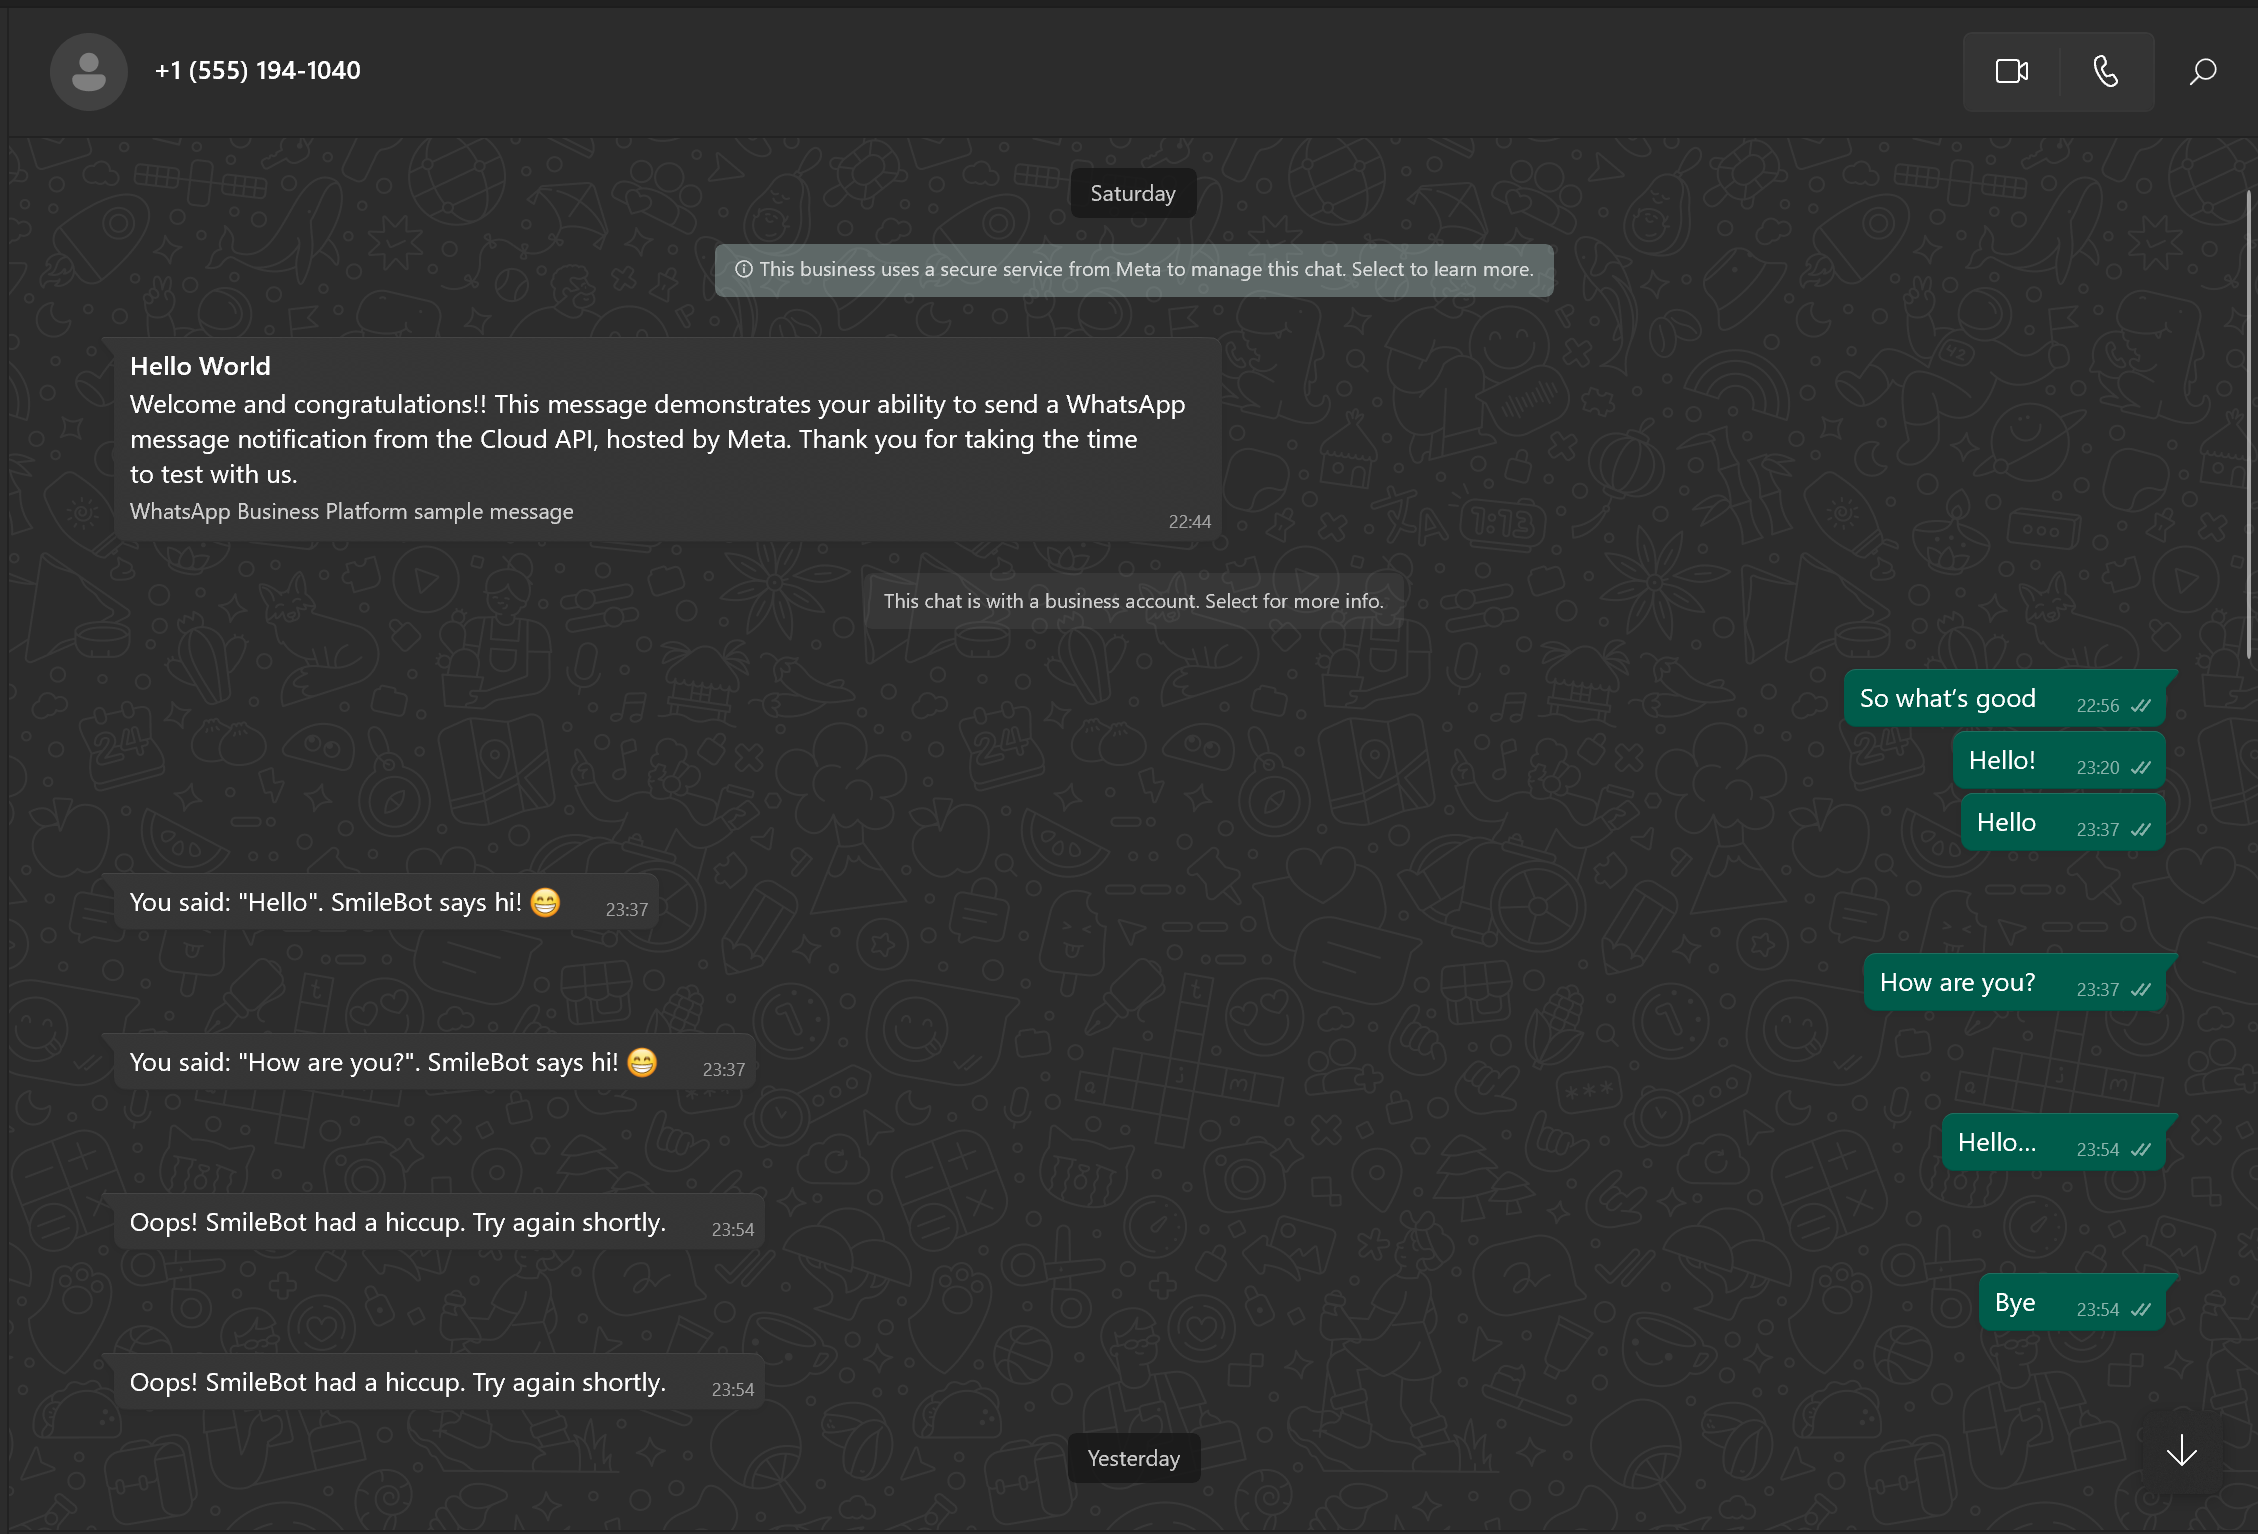 +1 (555) 194-1040
Saturday
This business uses a secure service from Meta to manage this chat. Select to learn more.
Hello World
Welcome and congratulations!! This message demonstrates your ability to send a WhatsApp
message notification from the Cloud API, hosted by Meta. Thank you for taking the time
to test with us.
WhatsApp Business Platform sample message
22:44
This chat is with a business account. Select for more info.
So what's good 22:56
Hello! 23:20
Hello 23:37
You said: "Hello". SmileBot says hi! 😁 23:37
How are you? 23:37
You said: "How are you?". SmileBot says hi! 😁 23:37
Hello... 23:54
Oops! SmileBot had a hiccup. Try again shortly. 23:54
Bye 23:54
Oops! SmileBot had a hiccup. Try again shortly. 23:54
Yesterday